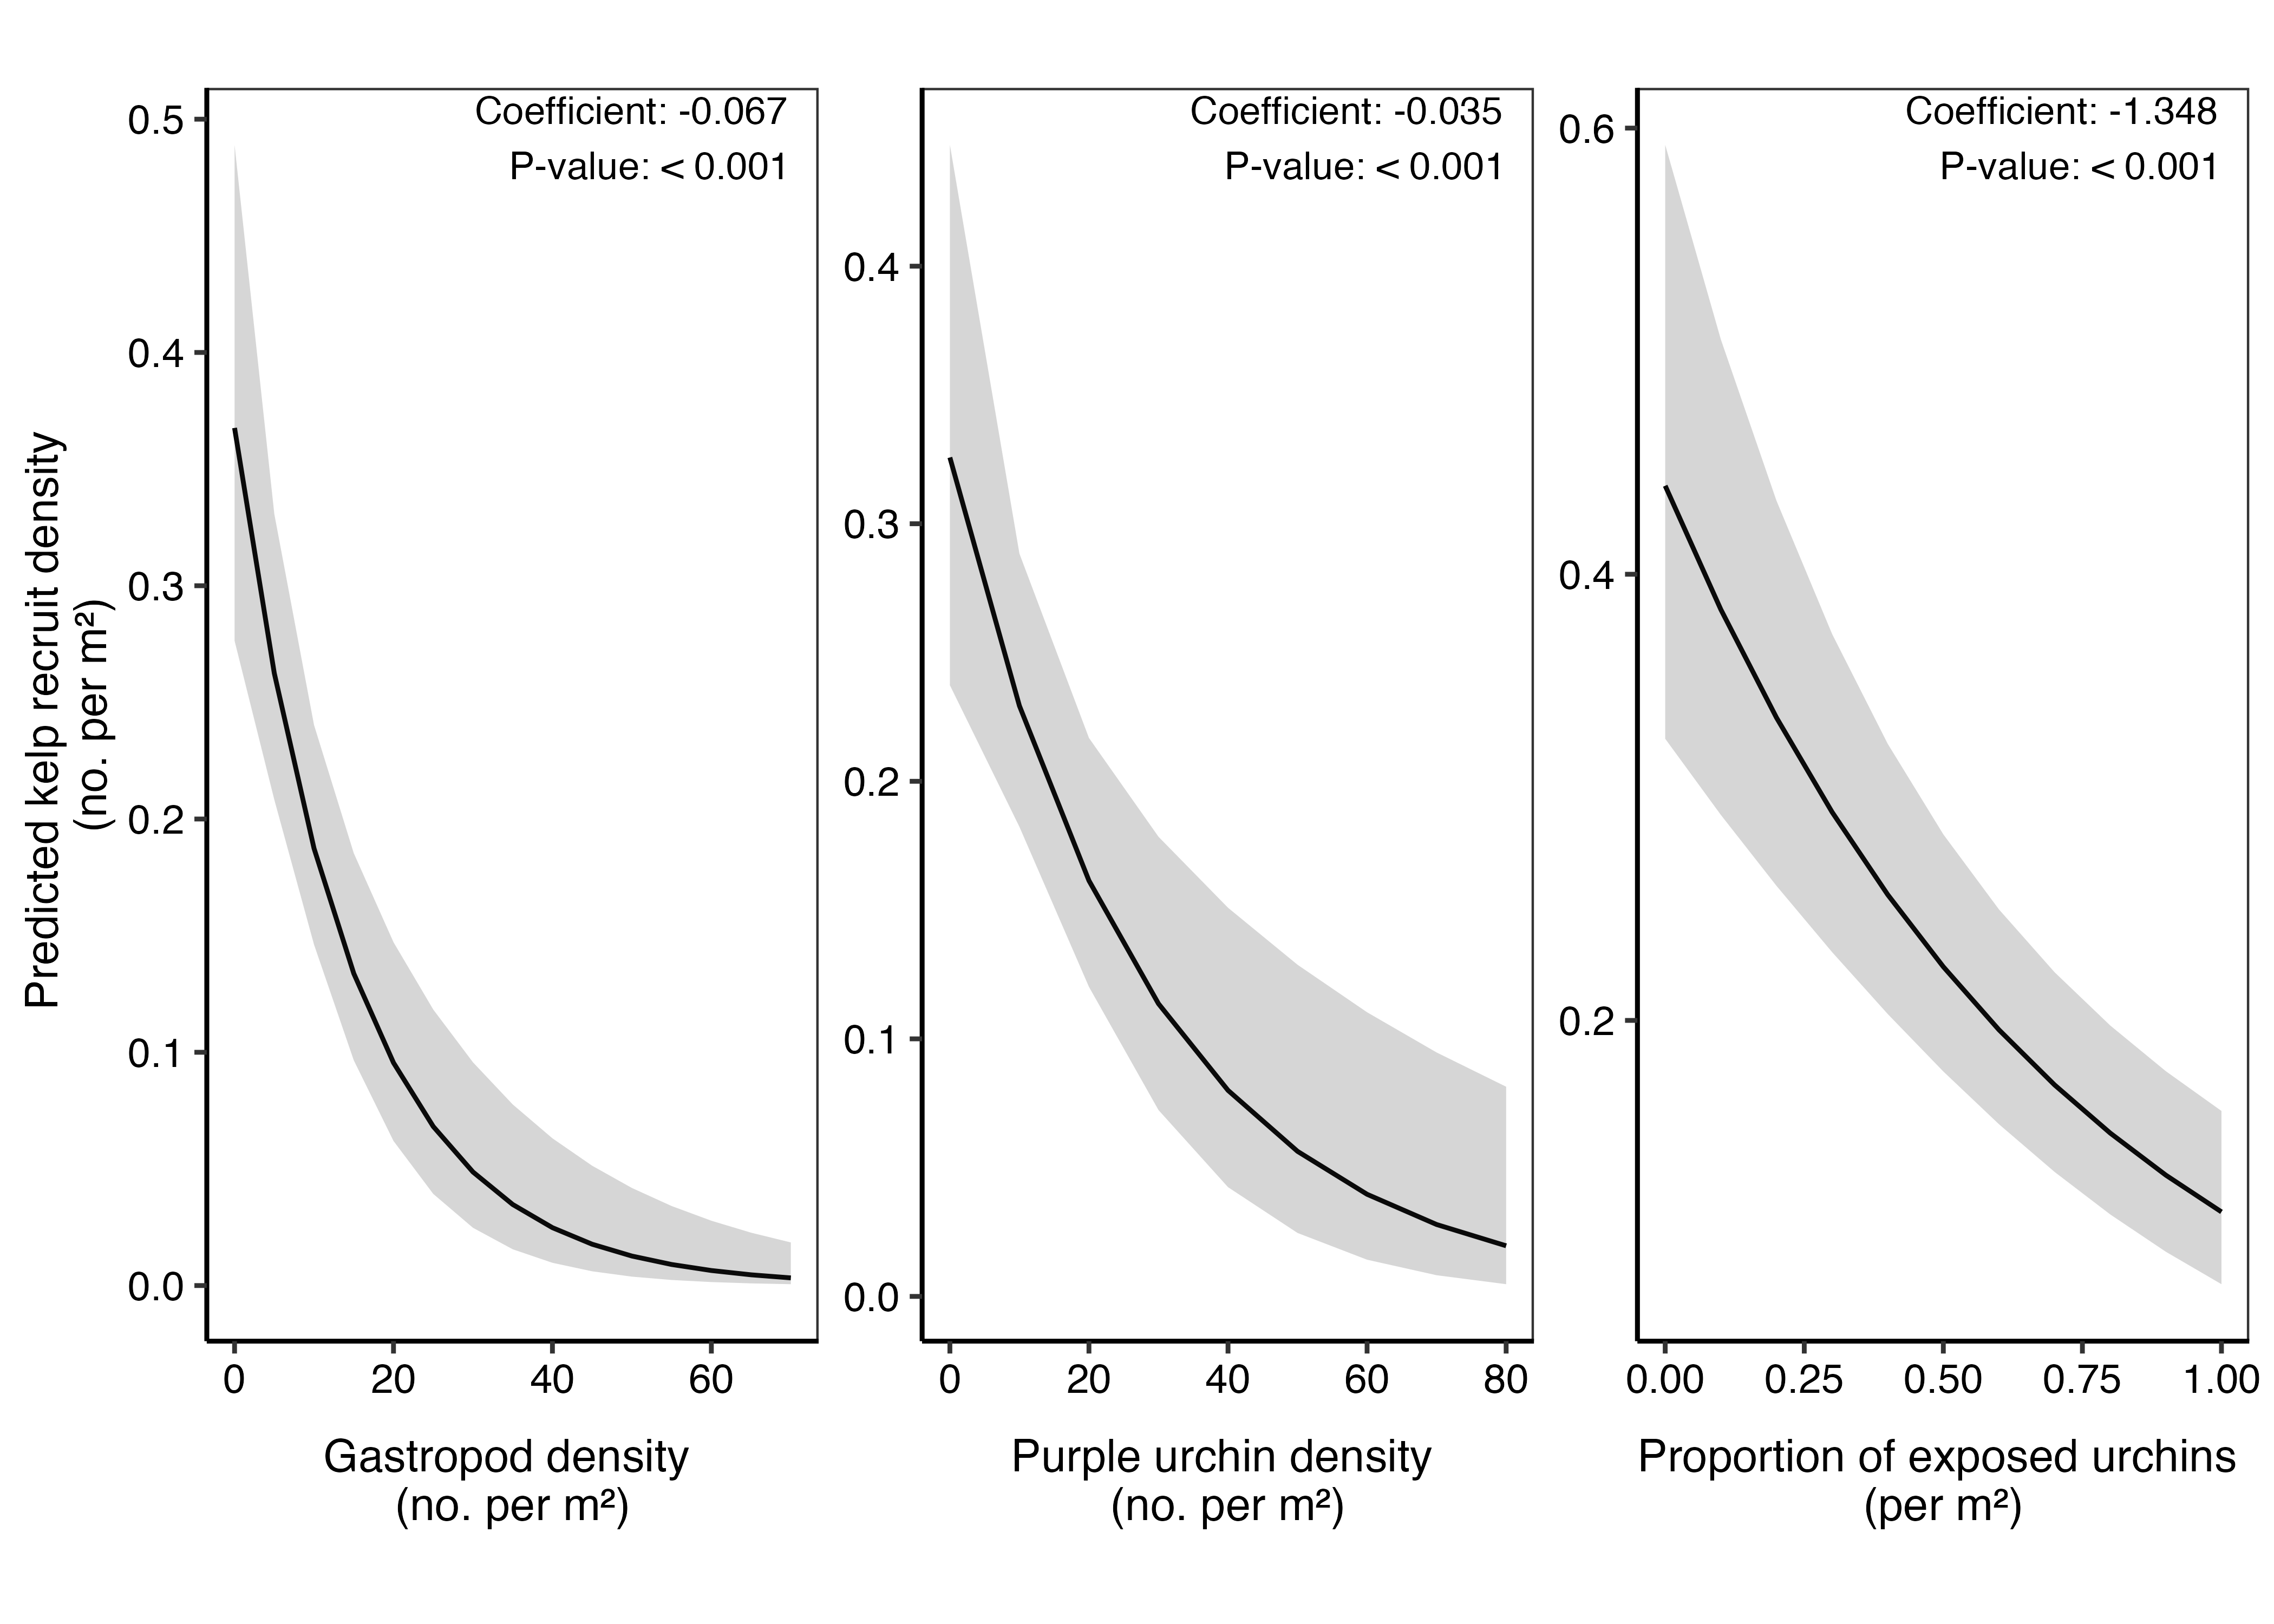 Predicted kelp recruit density
(no. per m²)
0.5
0.4
0.3
0.2
0.1
0.0
Coefficient: -0.067
P-value: < 0.001
0 20 40 60
Gastropod density
(no. per m²)
0.4
0.3
0.2
0.1
0.0
Coefficient: -0.035
P-value: < 0.001
0 20 40 60 80
Purple urchin density
(no. per m²)
0.6
0.4
0.2
Coefficient: -1.348
P-value: < 0.001
0.00 0.25 0.50 0.75 1.00
Proportion of exposed urchins
(per m²)